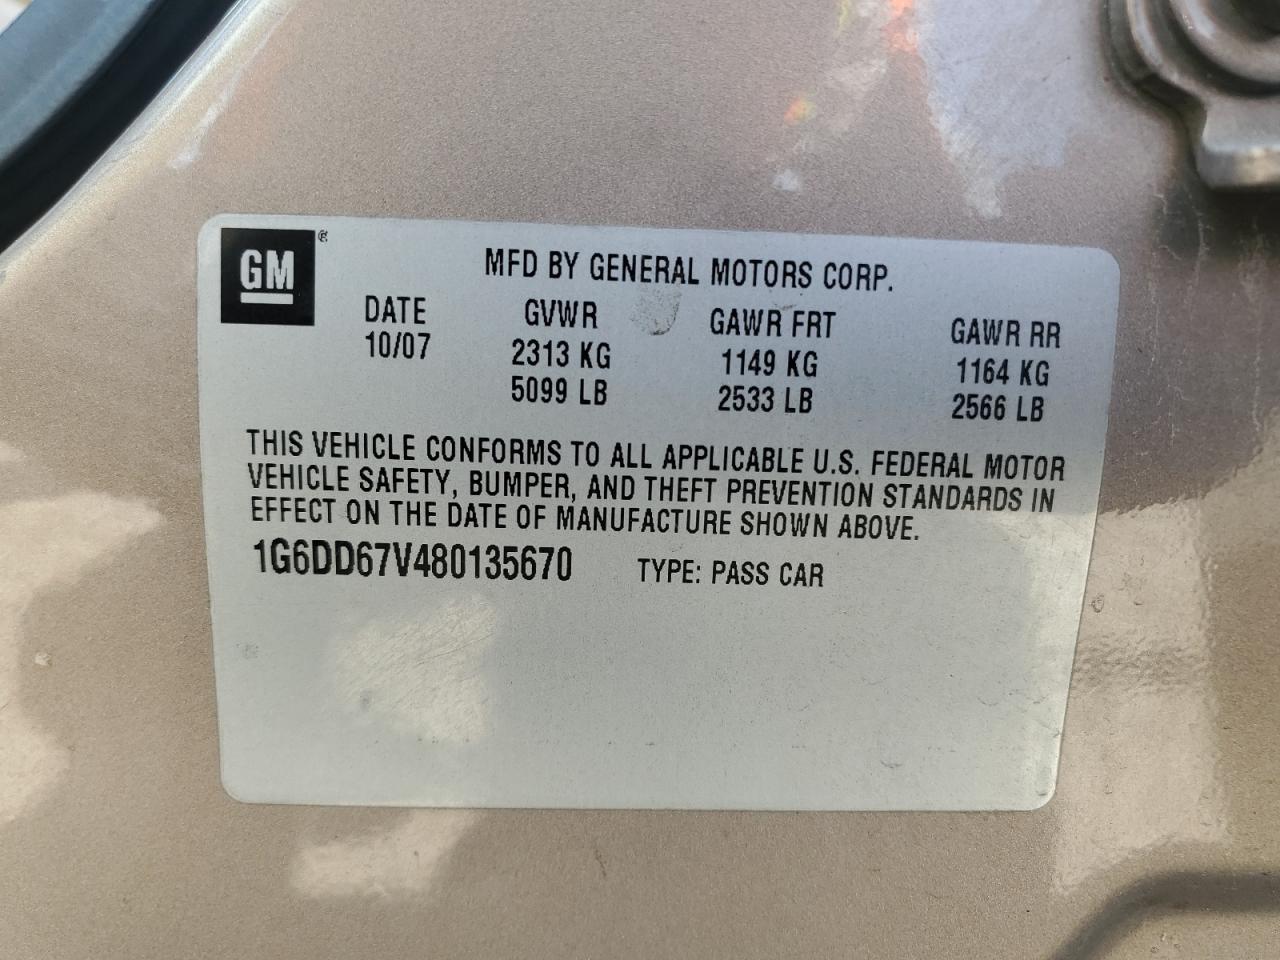 GM®
MFD BY GENERAL MOTORS CORP.
DATE GVWR GAWR FRT GAWR RR
10/07 2313 KG 1149 KG 1164 KG
5099 LB 2533 LB 2566 LB
THIS VEHICLE CONFORMS TO ALL APPLICABLE U.S. FEDERAL MOTOR
VEHICLE SAFETY, BUMPER, AND THEFT PREVENTION STANDARDS IN
EFFECT ON THE DATE OF MANUFACTURE SHOWN ABOVE.
1G6DD67V480135670 TYPE: PASS CAR